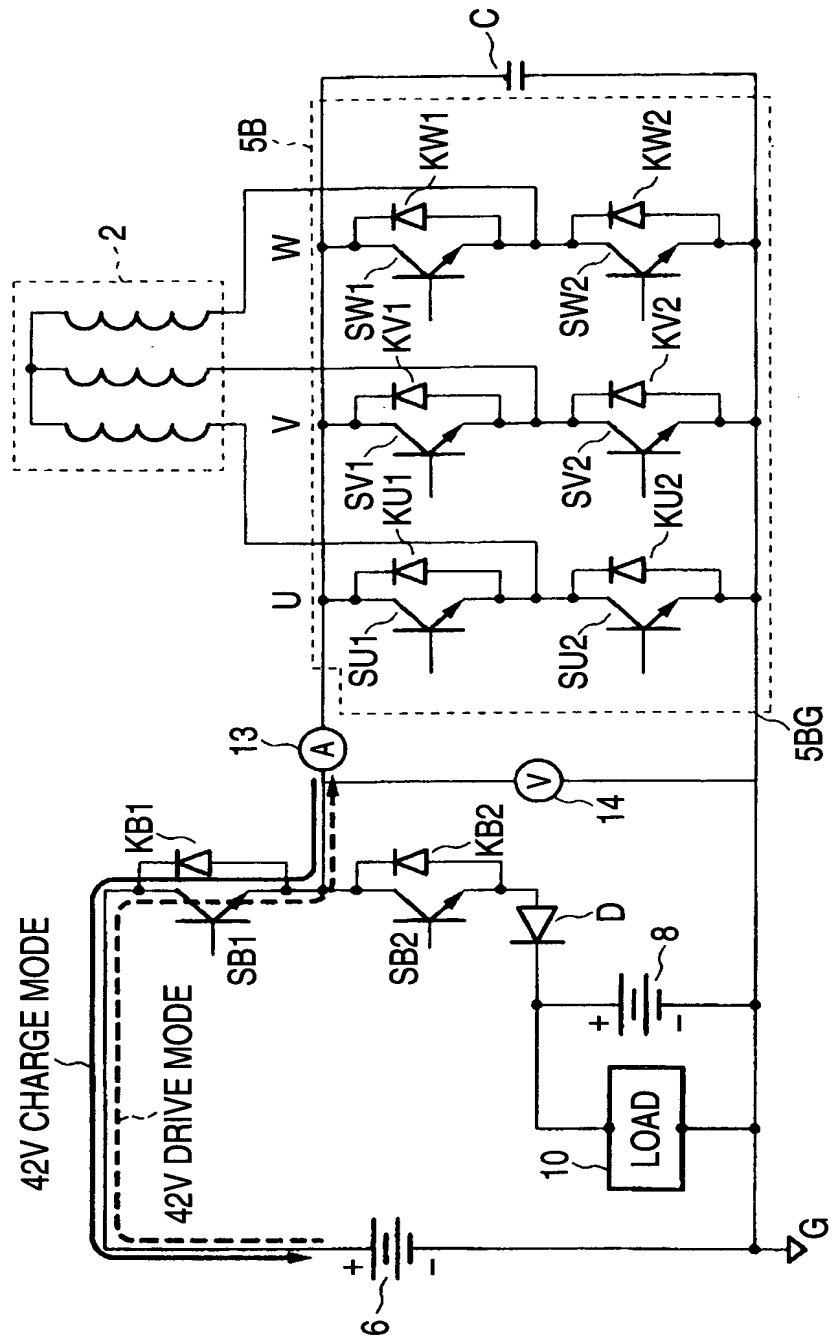 42V CHARGE MODE
42V DRIVE MODE
KB1
SB1
13
A
2
5B
C
U
V
W
KU1
KV1
KW1
SU1
SV1
SW1
KB2
SB2
KU2
KV2
KW2
SU2
SV2
SW2
D
V
14
8
+
-
10
LOAD
6
+
-
5BG
G